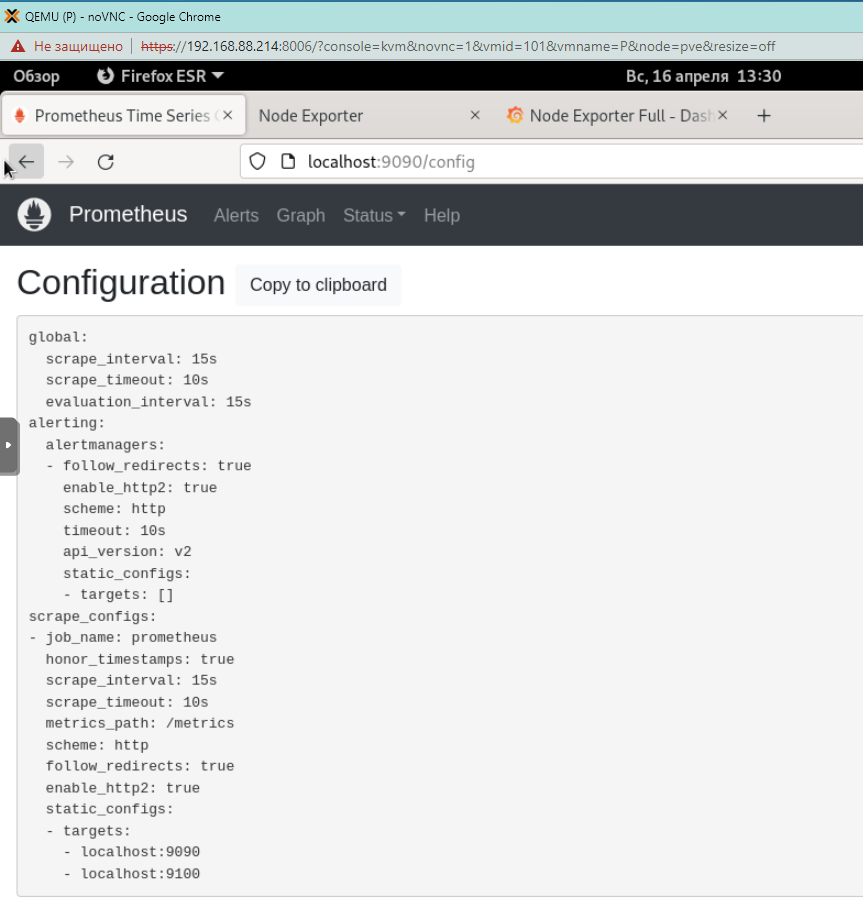 QEMU (P) - noVNC - Google Chrome
Не защищено https://192.168.88.214:8006/?console=kvm&novnc=1&vmid=101&vmname=P&node=pve&resize=off
Обзор Firefox ESR Вс, 16 апреля 13:30
Prometheus Time Series Node Exporter Node Exporter Full - Dash
localhost:9090/config
Prometheus Alerts Graph Status Help
Configuration Copy to clipboard
global:
  scrape_interval: 15s
  scrape_timeout: 10s
  evaluation_interval: 15s
alerting:
  alertmanagers:
  - follow_redirects: true
    enable_http2: true
    scheme: http
    timeout: 10s
    api_version: v2
    static_configs:
    - targets: []
scrape_configs:
- job_name: prometheus
  honor_timestamps: true
  scrape_interval: 15s
  scrape_timeout: 10s
  metrics_path: /metrics
  scheme: http
  follow_redirects: true
  enable_http2: true
  static_configs:
  - targets:
    - localhost:9090
    - localhost:9100